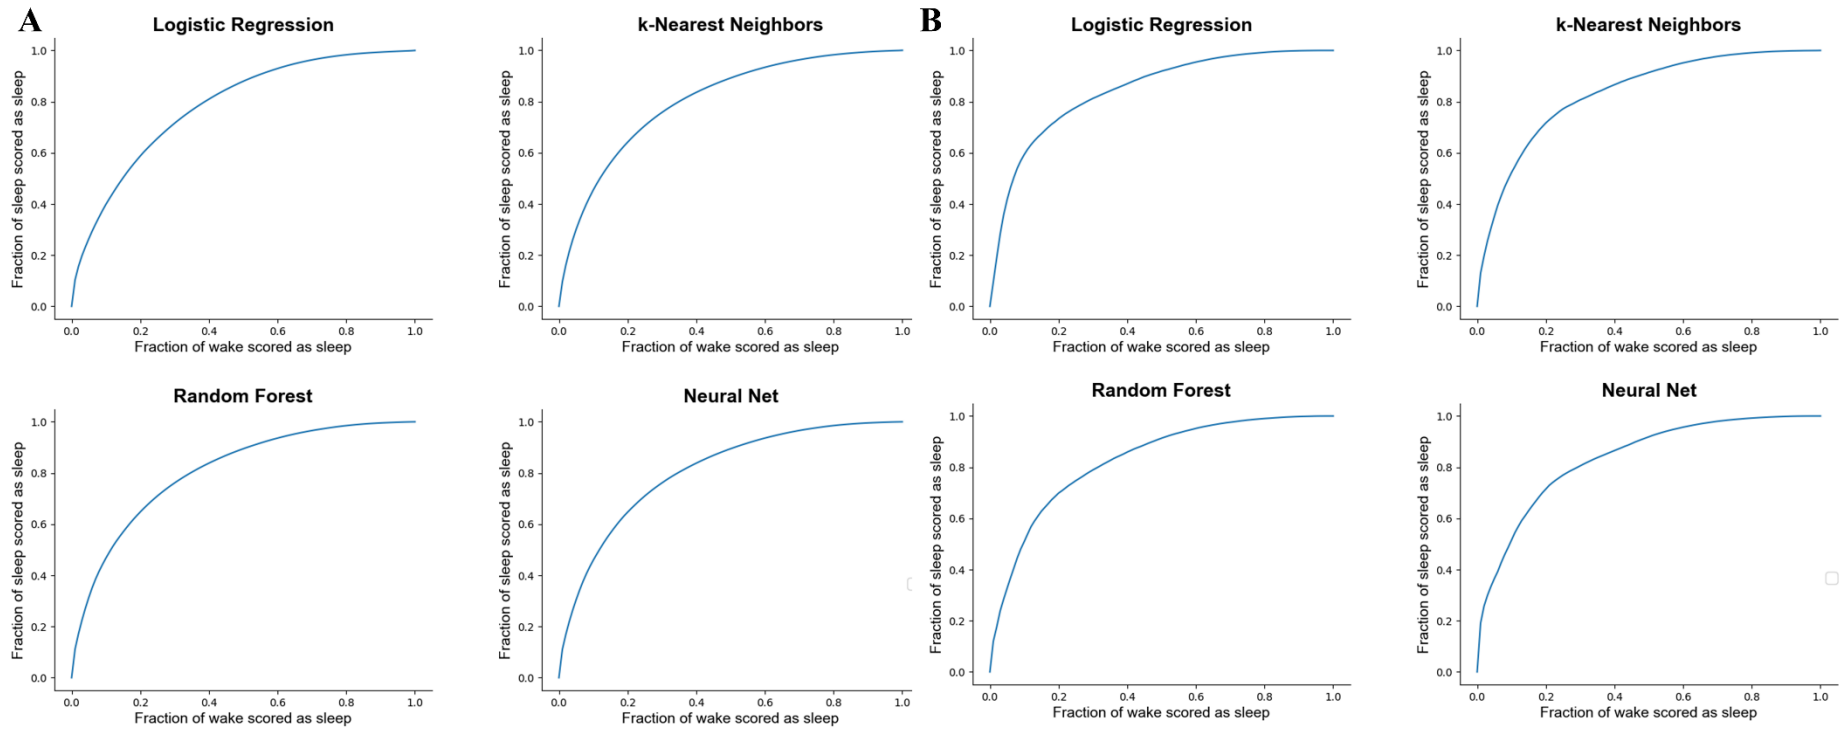 A
Logistic Regression
Fraction of sleep scored as sleep
1.0
0.8
0.6
0.4
0.2
0.0
0.0 0.2 0.4 0.6 0.8 1.0
Fraction of wake scored as sleep
k-Nearest Neighbors
Fraction of sleep scored as sleep
1.0
0.8
0.6
0.4
0.2
0.0
0.0 0.2 0.4 0.6 0.8 1.0
Fraction of wake scored as sleep
Random Forest
Fraction of sleep scored as sleep
1.0
0.8
0.6
0.4
0.2
0.0
0.0 0.2 0.4 0.6 0.8 1.0
Fraction of wake scored as sleep
Neural Net
Fraction of sleep scored as sleep
1.0
0.8
0.6
0.4
0.2
0.0
0.0 0.2 0.4 0.6 0.8 1.0
Fraction of wake scored as sleep
B
Logistic Regression
Fraction of sleep scored as sleep
1.0
0.8
0.6
0.4
0.2
0.0
0.0 0.2 0.4 0.6 0.8 1.0
Fraction of wake scored as sleep
k-Nearest Neighbors
Fraction of sleep scored as sleep
1.0
0.8
0.6
0.4
0.2
0.0
0.0 0.2 0.4 0.6 0.8 1.0
Fraction of wake scored as sleep
Random Forest
Fraction of sleep scored as sleep
1.0
0.8
0.6
0.4
0.2
0.0
0.0 0.2 0.4 0.6 0.8 1.0
Fraction of wake scored as sleep
Neural Net
Fraction of sleep scored as sleep
1.0
0.8
0.6
0.4
0.2
0.0
0.0 0.2 0.4 0.6 0.8 1.0
Fraction of wake scored as sleep